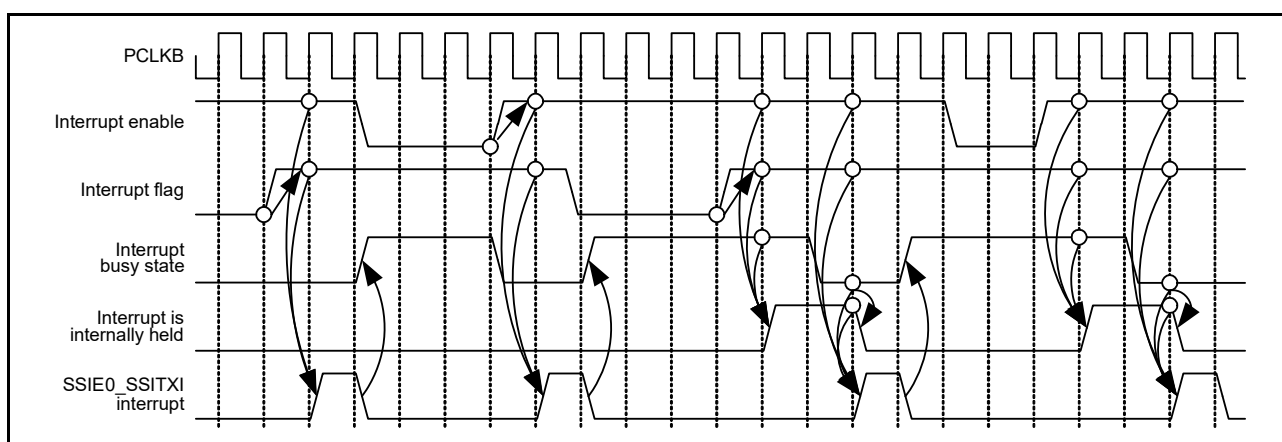 PCLKB
Interrupt enable
Interrupt flag
Interrupt
busy state
Interrupt is
internally held
SSIE0_SSITXI
interrupt